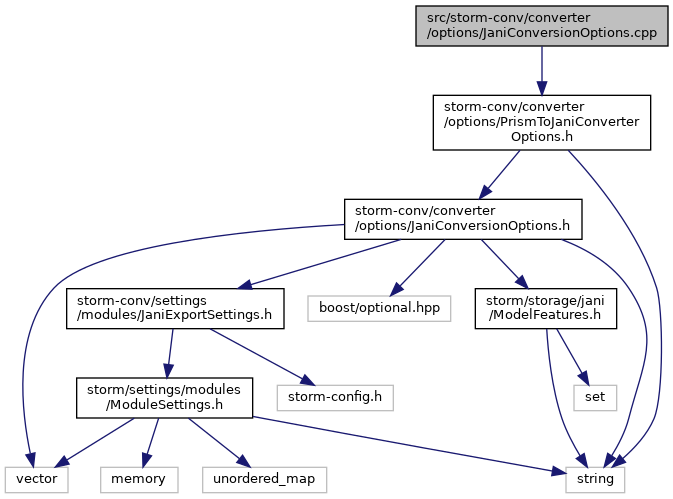 src/storm-conv/converter
/options/JaniConversionOptions.cpp
storm-conv/converter
/options/PrismToJaniConverter
Options.h
storm-conv/converter
/options/JaniConversionOptions.h
storm-conv/settings
/modules/JaniExportSettings.h
boost/optional.hpp
storm/storage/jani
/ModelFeatures.h
storm/settings/modules
/ModuleSettings.h
storm-config.h
set
vector
memory
unordered_map
string